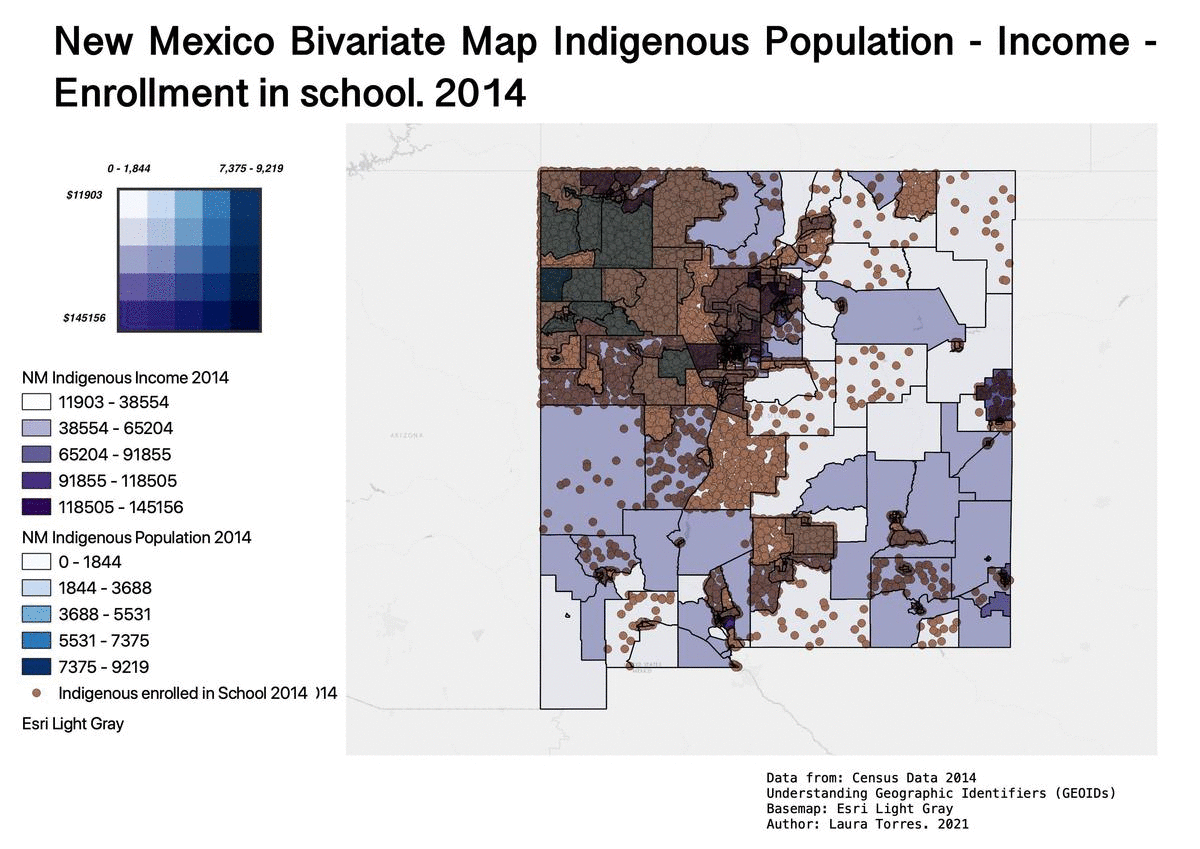 New Mexico Bivariate Map Indigenous Population - Income -
Enrollment in school. 2014
0 - 1,844
7,375 - 9,219
$11903
$145156
NM Indigenous Income 2014
11903 - 38554
38554 - 65204
65204 - 91855
91855 - 118505
118505 - 145156
NM Indigenous Population 2014
0 - 1844
1844 - 3688
3688 - 5531
5531 - 7375
7375 - 9219
Indigenous enrolled in School 2014 )14
Esri Light Gray
ARIZONA
MEXICO
Data from: Census Data 2014
Understanding Geographic Identifiers (GEOIDs)
Basemap: Esri Light Gray
Author: Laura Torres. 2021